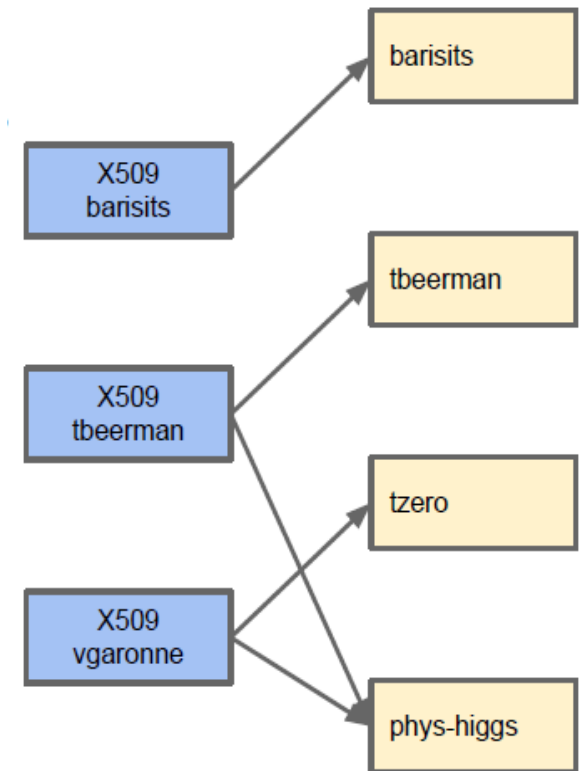 barisits
X509
barisits
tbeerman
X509
tbeerman
tzero
X509
vgaronne
phys-higgs